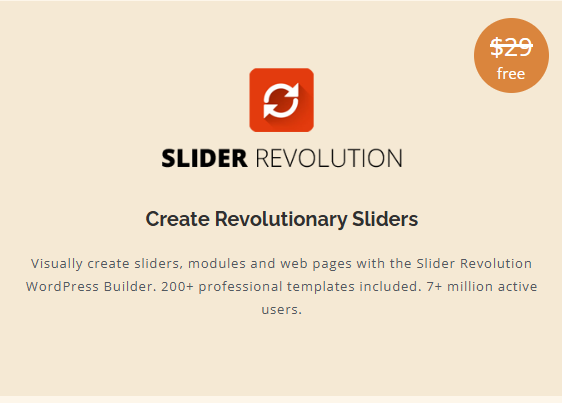 $29
free
SLIDER REVOLUTION
Create Revolutionary Sliders
Visually create sliders, modules and web pages with the Slider Revolution
WordPress Builder. 200+ professional templates included. 7+ million active
users.